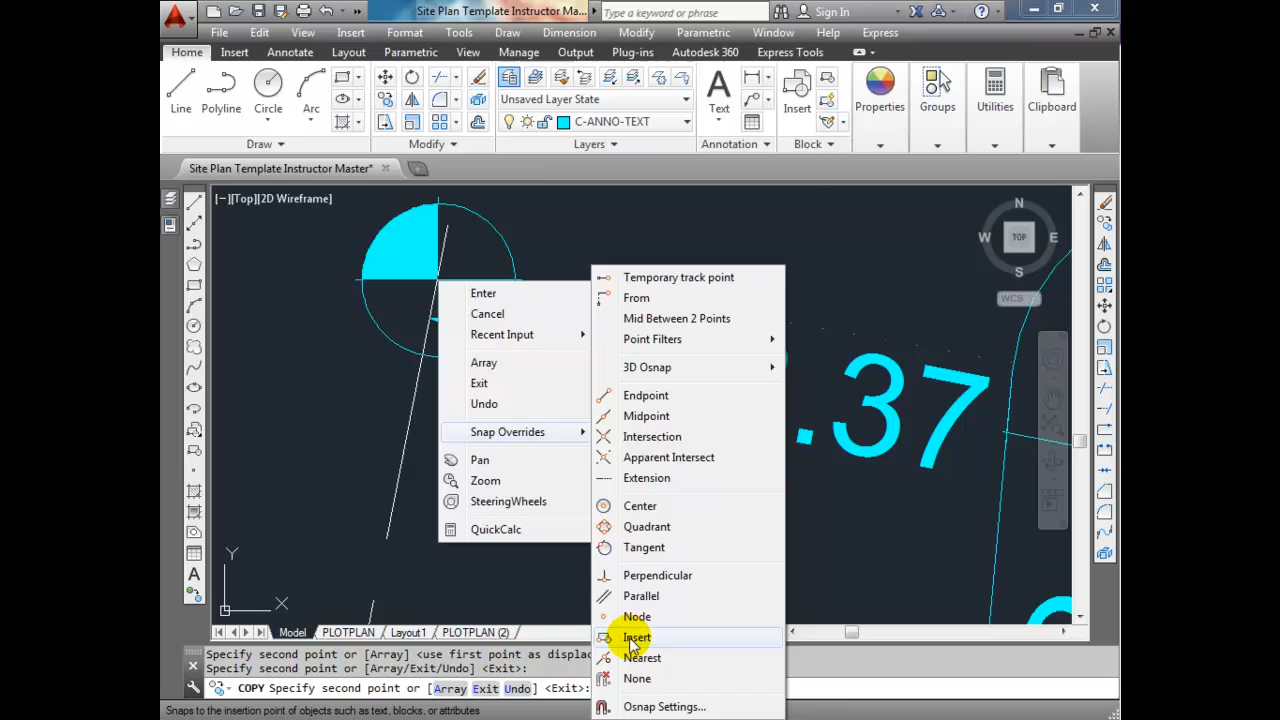 Site Plan Template Instructor Ma...
Type a keyword or phrase
Sign In
File Edit View Insert Format Tools Draw Dimension Modify Parametric Window Help Express
Home Insert Annotate Layout Parametric View Manage Output Plug-ins Autodesk 360 Express Tools
Line Polyline Circle Arc
Unsaved Layer State
C-ANNO-TEXT
Text
Insert
Properties Groups Utilities Clipboard
Draw Modify Layers Annotation Block
Site Plan Template Instructor Master*
[−][Top][2D Wireframe]
N
W TOP E
S
WCS
.37
Enter
Cancel
Recent Input
Array
Exit
Undo
Snap Overrides
Pan
Zoom
SteeringWheels
QuickCalc
Temporary track point
From
Mid Between 2 Points
Point Filters
3D Osnap
Endpoint
Midpoint
Intersection
Apparent Intersect
Extension
Center
Quadrant
Tangent
Perpendicular
Parallel
Node
Insert
Nearest
None
Osnap Settings...
Y
X
Model PLOTPLAN Layout1 PLOTPLAN (2)
Specify second point or [Array] <use first point as displac
Specify second point or [Array/Exit/Undo] <Exit>:
COPY Specify second point or [Array Exit Undo] <Exit>:
Snaps to the insertion point of objects such as text, blocks, or attributes